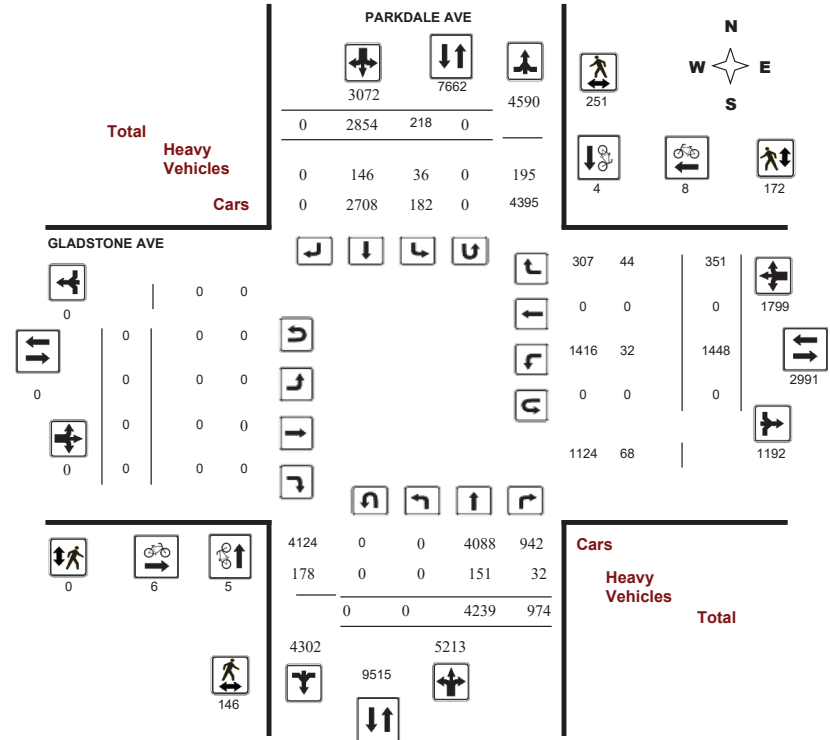 PARKDALE AVE
N
W E
S
3072 7662 4590
251
0 2854 218 0
Total
Heavy
Vehicles
Cars
0 146 36 0 195
0 2708 182 0 4395
4 8 172
GLADSTONE AVE
0
0 0
0 0 0
0
0 0 0
0 0 0
0 0 0 0
307 44 351
0 0 0 1799
1416 32 1448
2991
0 0 0
1124 68 1192
4124 0 0 4088 942
178 0 0 151 32
0 0 4239 974
4302 5213
9515
0 6 5
146
Cars
Heavy
Vehicles
Total